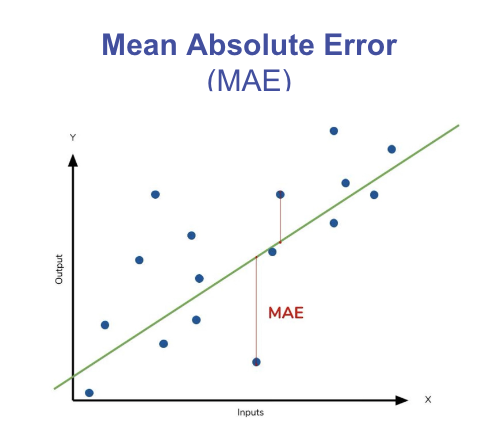 Mean Absolute Error
(MAE)
Y
Output
MAE
X
Inputs